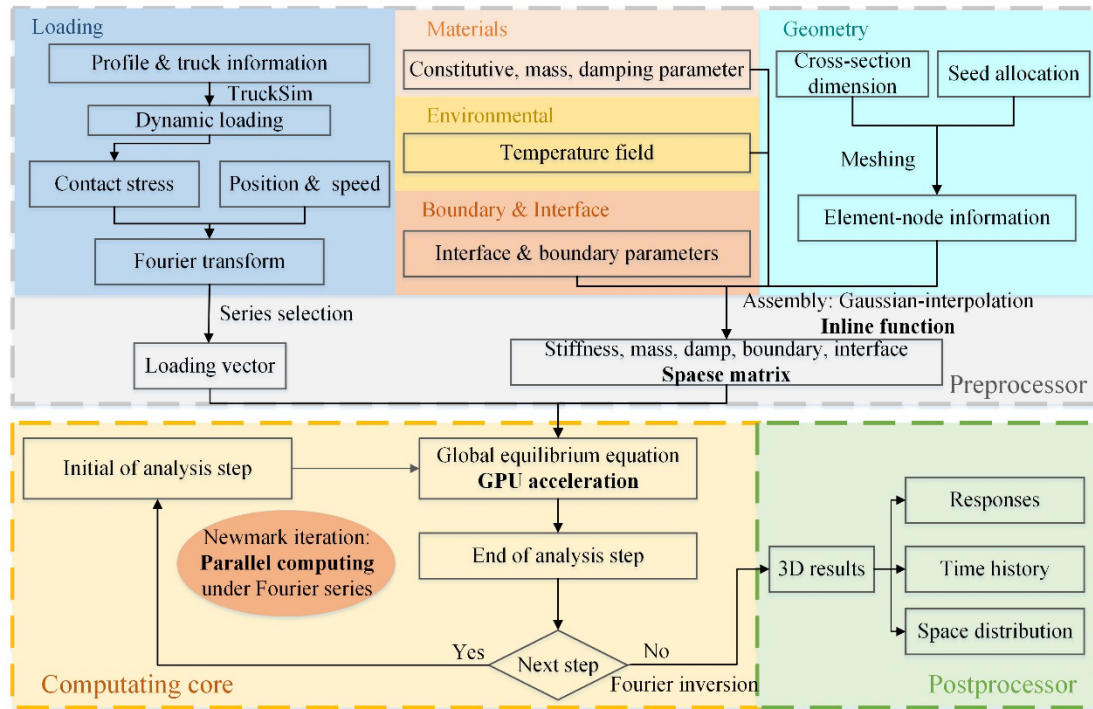 Loading
Profile & truck information
TruckSim
Dynamic loading
Contact stress
Position & speed
Fourier transform
Series selection
Loading vector
Materials
Constitutive, mass, damping parameter
Environmental
Temperature field
Boundary & Interface
Interface & boundary parameters
Geometry
Cross-section
dimension
Seed allocation
Meshing
Element-node information
Assembly: Gaussian-interpolation
Inline function
Stiffness, mass, damp, boundary, interface
Spaese matrix
Preprocessor
Initial of analysis step
Global equilibrium equation
GPU acceleration
Newmark iteration:
Parallel computing
under Fourier series
End of analysis step
Yes
Next step
No
Fourier inversion
Computating core
3D results
Responses
Time history
Space distribution
Postprocessor